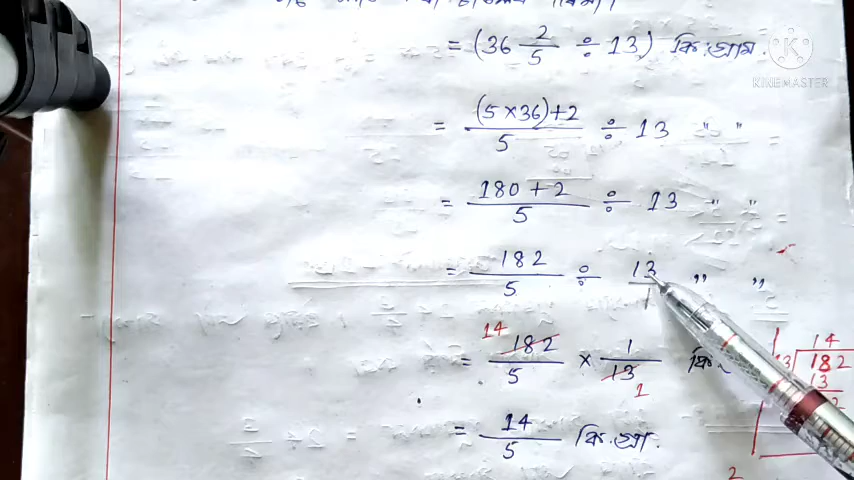 = (36 2/5 ÷ 13) কি.গ্রাম.
KINEMASTER
= (5×36)+2/5 ÷ 13 " "
= 180+2/5 ÷ 13 " "
= 182/5 ÷ 13/1 " "
= 14 182/5 × 1/13 1 কি.
= 14/5 কি.গ্রা.
14
13 182
13
2